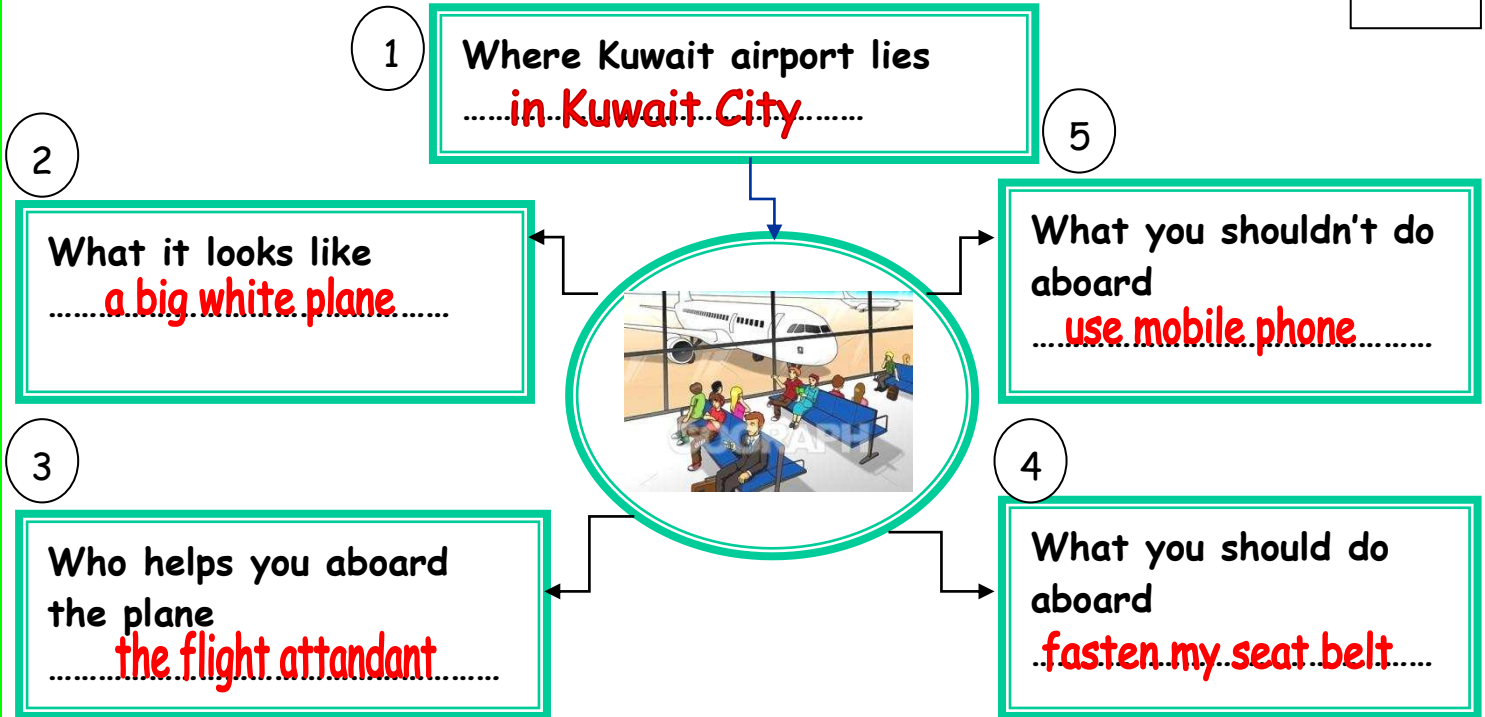 1
Where Kuwait airport lies
……in Kuwait City………
2
What it looks like
……a big white plane……
3
Who helps you aboard
the plane
……the flight attandant……
4
What you should do
aboard
fasten my seat belt……
5
What you shouldn't do
aboard
…use mobile phone………
GOGRAPH